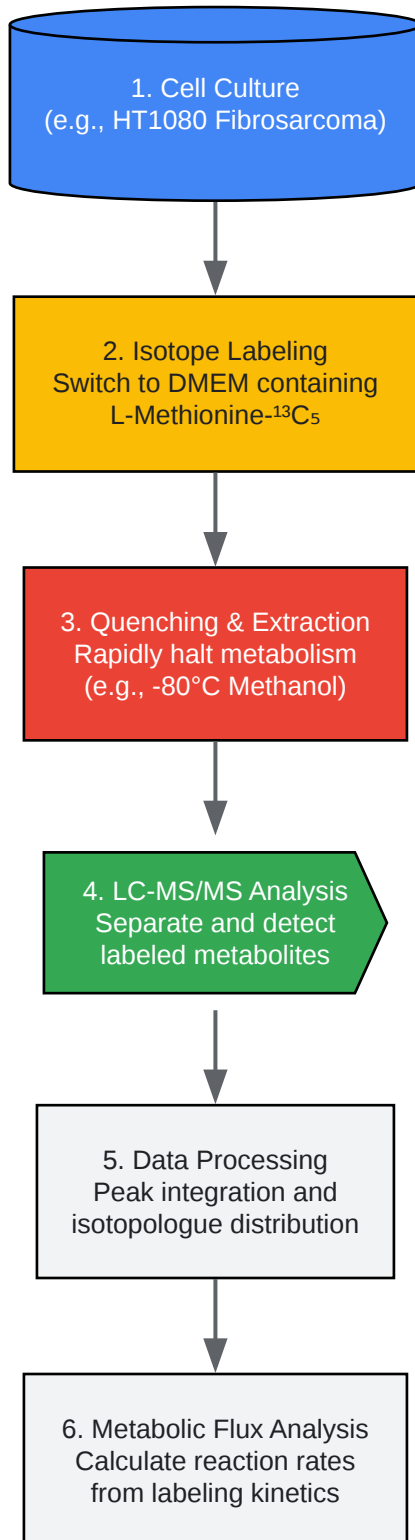 1. Cell Culture
(e.g., HT1080 Fibrosarcoma)
2. Isotope Labeling
Switch to DMEM containing
L-Methionine-¹³C₅
3. Quenching & Extraction
Rapidly halt metabolism
(e.g., -80°C Methanol)
4. LC-MS/MS Analysis
Separate and detect
labeled metabolites
5. Data Processing
Peak integration and
isotopologue distribution
6. Metabolic Flux Analysis
Calculate reaction rates
from labeling kinetics